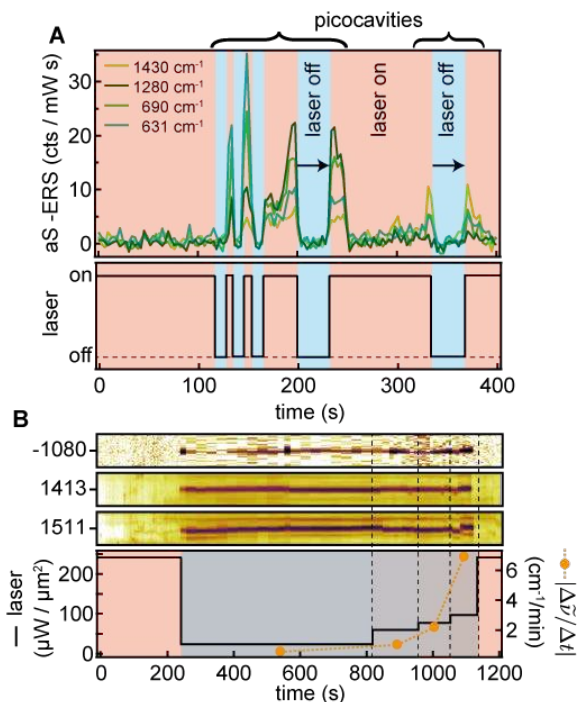 picocavities
A
aS -ERS (cts / mW s)
30
20
10
0
1430 cm⁻¹
1280 cm⁻¹
690 cm⁻¹
631 cm⁻¹
laser off
laser on
laser off
laser
on
off
0 100 200 300 400
time (s)
B
-1080
1413
1511
laser
(µW / µm²)
200
150
100
50
0
6
4
2
(cm⁻¹/min)
|Δν̃/Δt|
0 200 400 600 800 1000 1200
time (s)